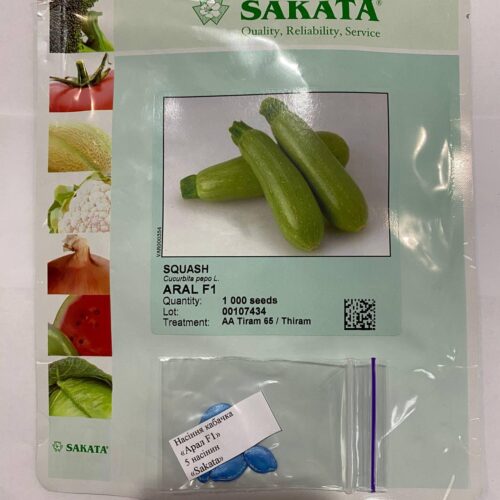 SAKATA®
Quality, Reliability, Service
VAR000354
SQUASH
Cucurbita pepo L.
ARAL F1
Quantity: 1 000 seeds
Lot: 00107434
Treatment: AA Tiram 65 / Thiram
Насіння кабачка
«Арал F1»
5 насінин
«Sakata»
SAKATA®